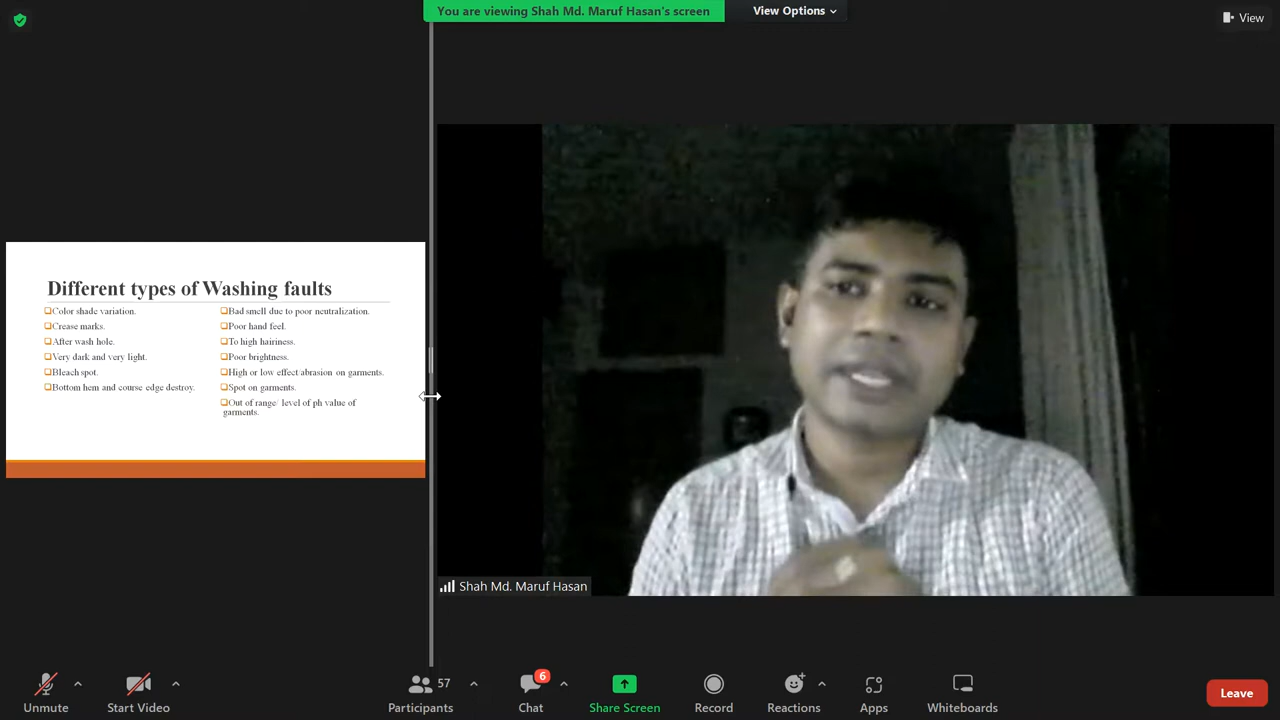 You are viewing Shah Md. Maruf Hasan's screen
View Options
View
Different types of Washing faults
Color shade variation.
Crease marks.
After wash hole.
Very dark and very light.
Bleach spot.
Bottom hem and course edge destroy.
Bad smell due to poor neutralization.
Poor hand feel.
To high hairiness.
Poor brightness.
High or low effect abrasion on garments.
Spot on garments.
Out of range/ level of ph value of
garments.
Shah Md. Maruf Hasan
Unmute
Start Video
57
Participants
6
Chat
Share Screen
Record
Reactions
Apps
Whiteboards
Leave